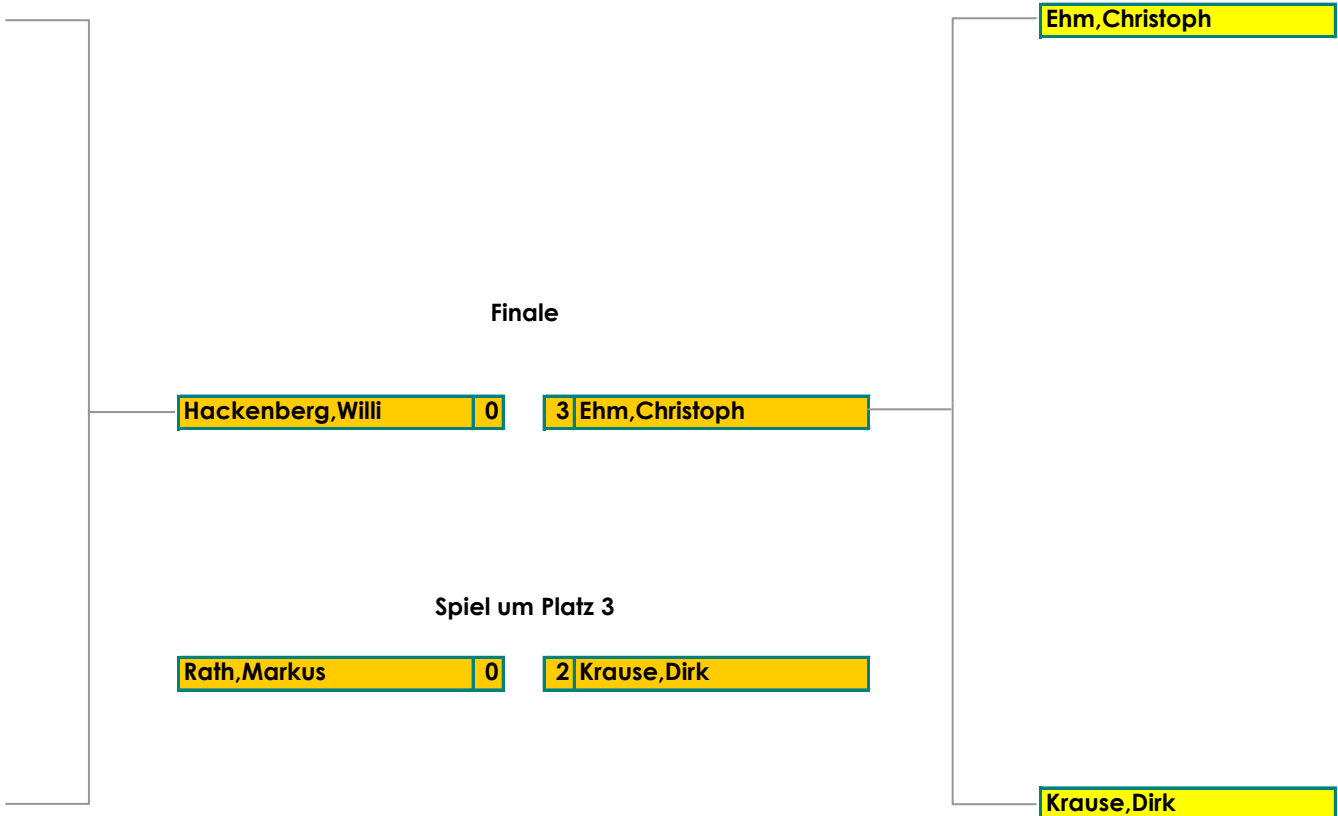 Ehm,Christoph
Finale
Hackenberg,Willi 0 3 Ehm,Christoph
Spiel um Platz 3
Rath,Markus 0 2 Krause,Dirk
Krause,Dirk